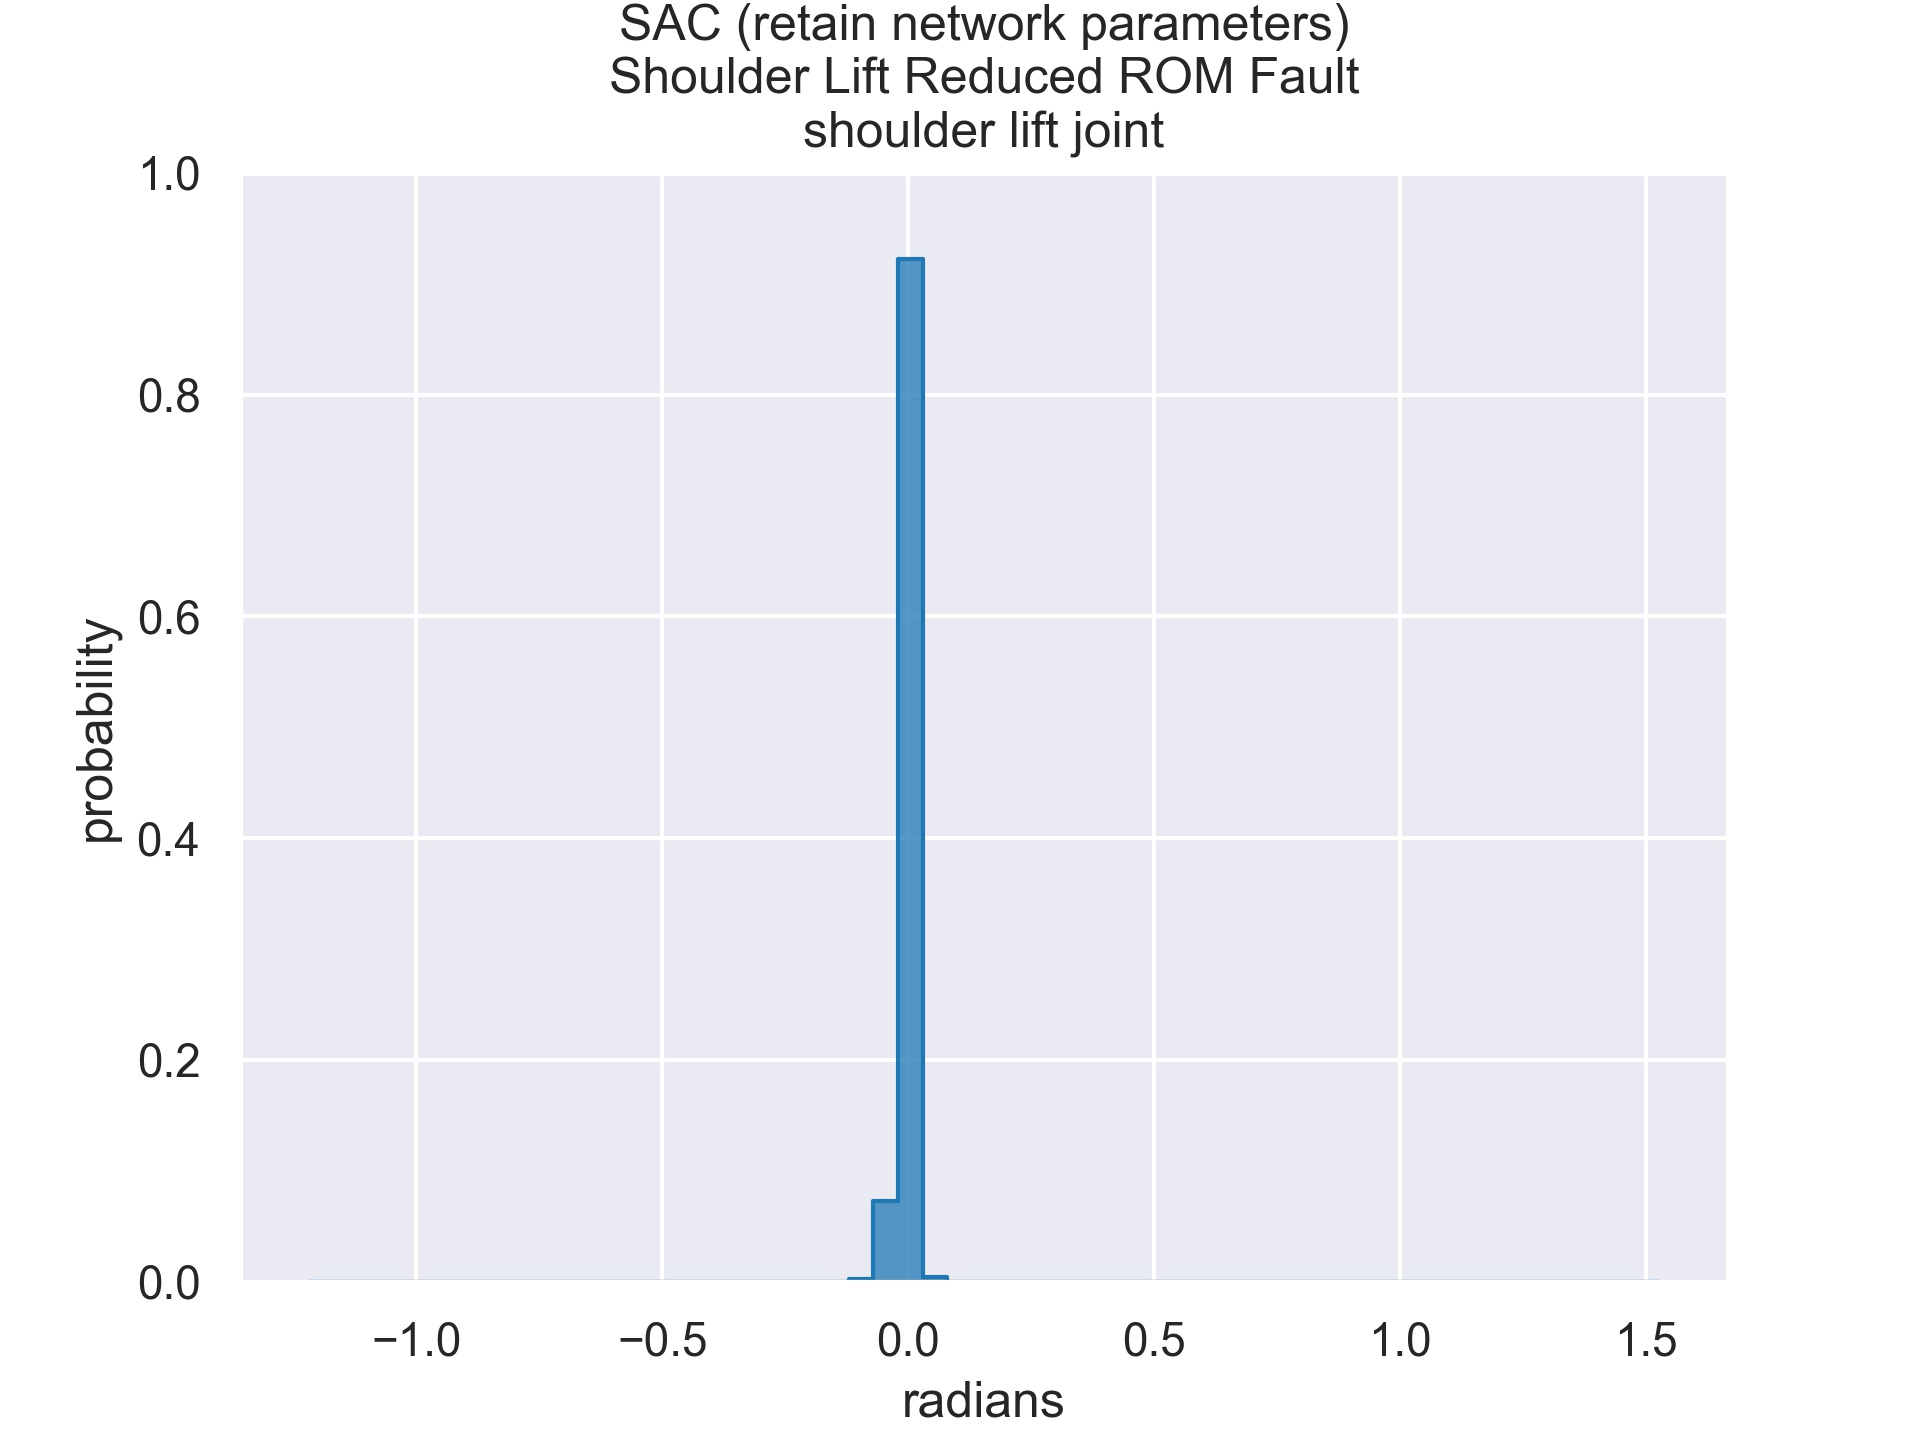 SAC (retain network parameters)
Shoulder Lift Reduced ROM Fault
shoulder lift joint
1.0
0.8
0.6
0.4
0.2
0.0
probability
−1.0 −0.5 0.0 0.5 1.0 1.5
radians